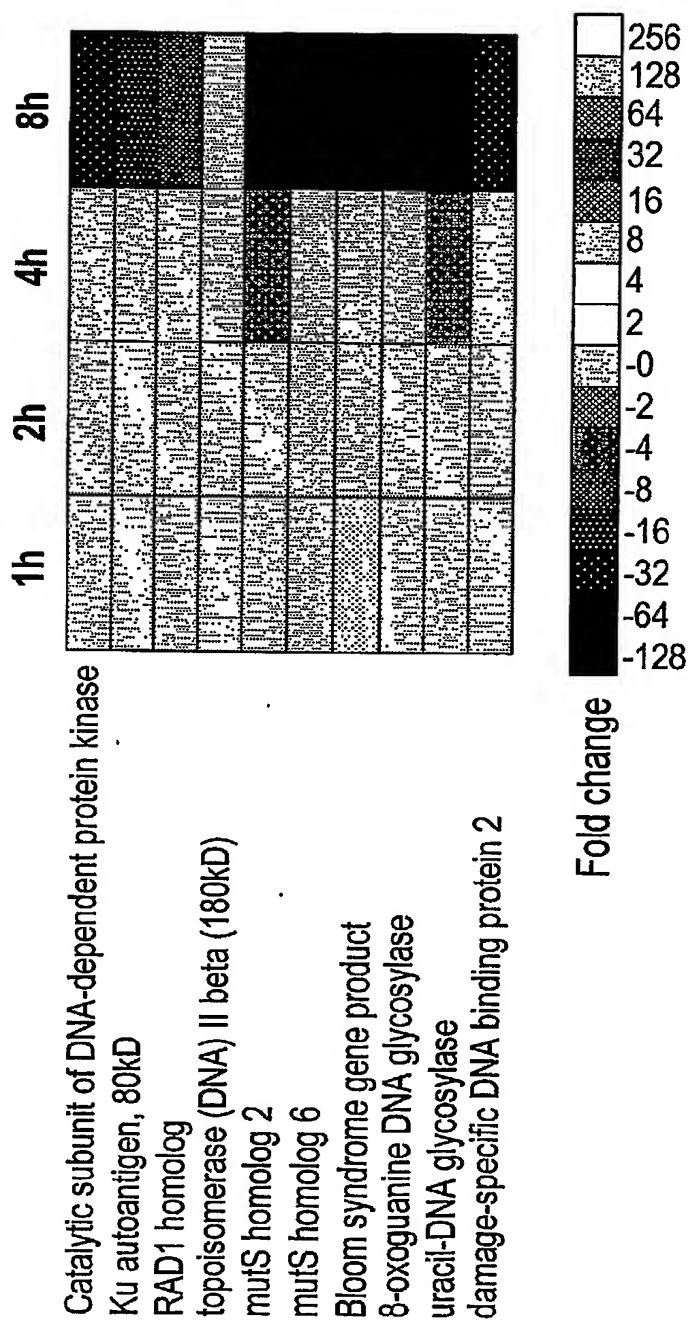 1h 2h 4h 8h
Catalytic subunit of DNA-dependent protein kinase
Ku autoantigen, 80kD
RAD1 homolog
topoisomerase (DNA) II beta (180kD)
mutS homolog 2
mutS homolog 6
Bloom syndrome gene product
8-oxoguanine DNA glycosylase
uracil-DNA glycosylase
damage-specific DNA binding protein 2
Fold change
-128 -64 -32 -16 -8 -4 -2 -0 2 4 8 16 32 64 128 256